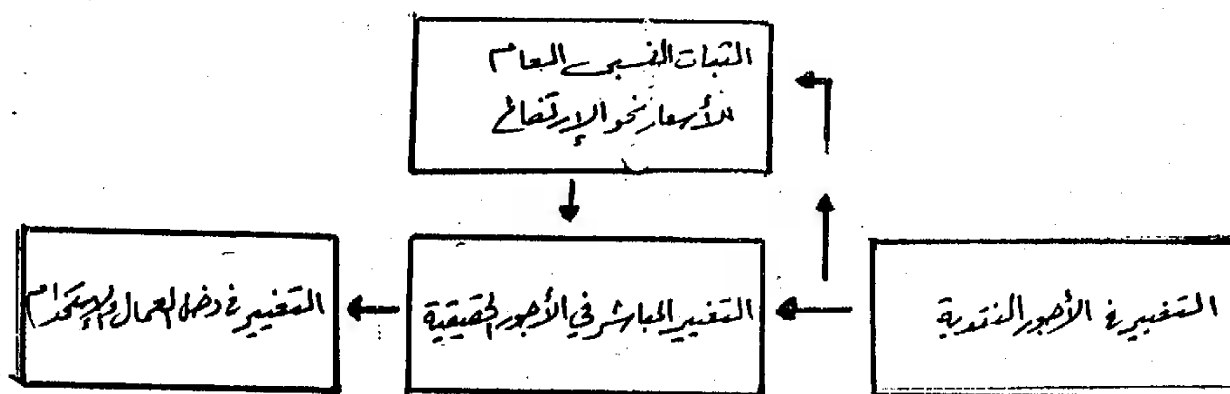 الثبات النسبي العام
للأسعار نحو الإرتفاع
التغيير في الأجور النقدية
التغيير المباشر في الأجور الحقيقية
التغيير في دخل العمال والإستخدام